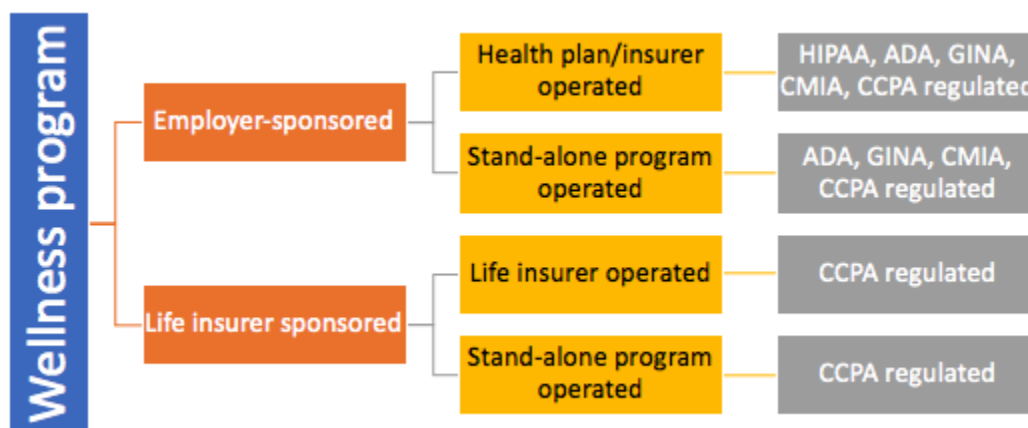 Wellness program
Employer-sponsored
Health plan/insurer
operated
HIPAA, ADA, GINA,
CMIA, CCPA regulated
Stand-alone program
operated
ADA, GINA, CMIA,
CCPA regulated
Life insurer sponsored
Life insurer operated
CCPA regulated
Stand-alone program
operated
CCPA regulated